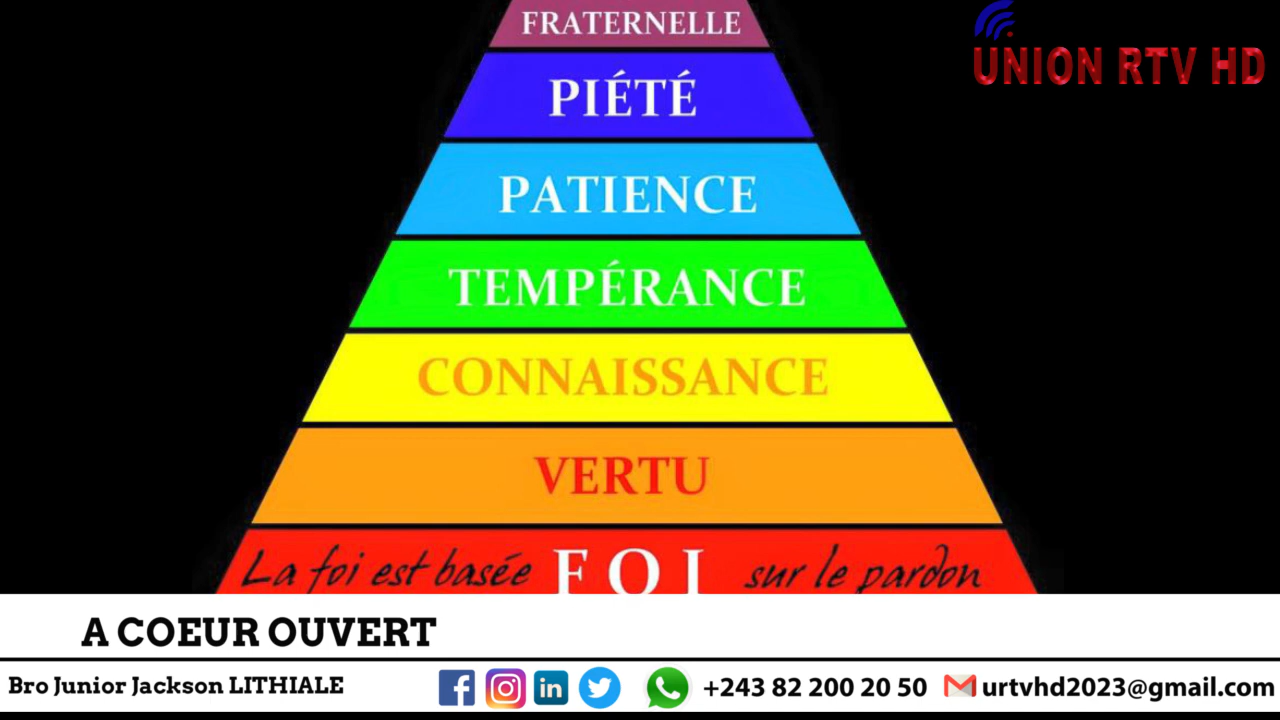 FRATERNELLE
UNION RTV HD
PIÉTÉ
PATIENCE
TEMPÉRANCE
CONNAISSANCE
VERTU
La foi est basée FOI sur le pardon
A COEUR OUVERT
Bro Junior Jackson LITHIALE
+243 82 200 20 50
urtvhd2023@gmail.com